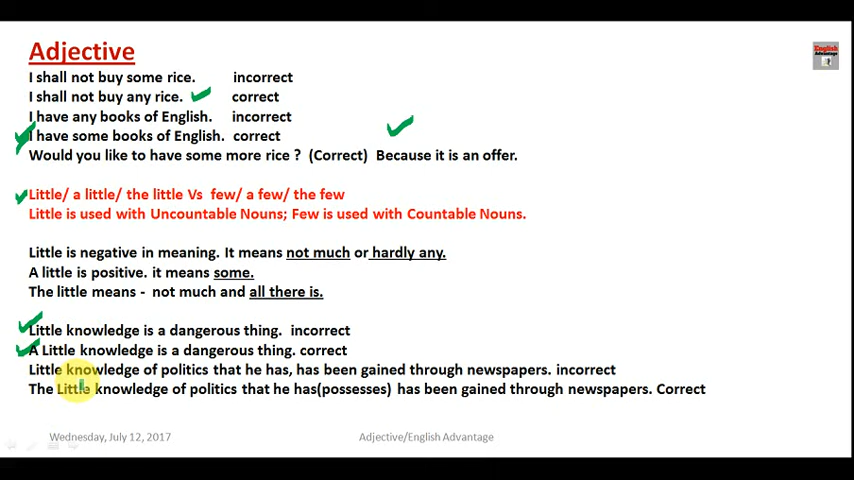 Adjective
English
Advantage
I shall not buy some rice. incorrect
I shall not buy any rice. correct
I have any books of English. incorrect
I have some books of English. correct
Would you like to have some more rice ? (Correct) Because it is an offer.
Little/ a little/ the little Vs few/ a few/ the few
Little is used with Uncountable Nouns; Few is used with Countable Nouns.
Little is negative in meaning. It means not much or hardly any.
A little is positive. it means some.
The little means - not much and all there is.
Little knowledge is a dangerous thing. incorrect
A Little knowledge is a dangerous thing. correct
Little knowledge of politics that he has, has been gained through newspapers. incorrect
The Little knowledge of politics that he has(possesses) has been gained through newspapers. Correct
Wednesday, July 12, 2017 Adjective/English Advantage